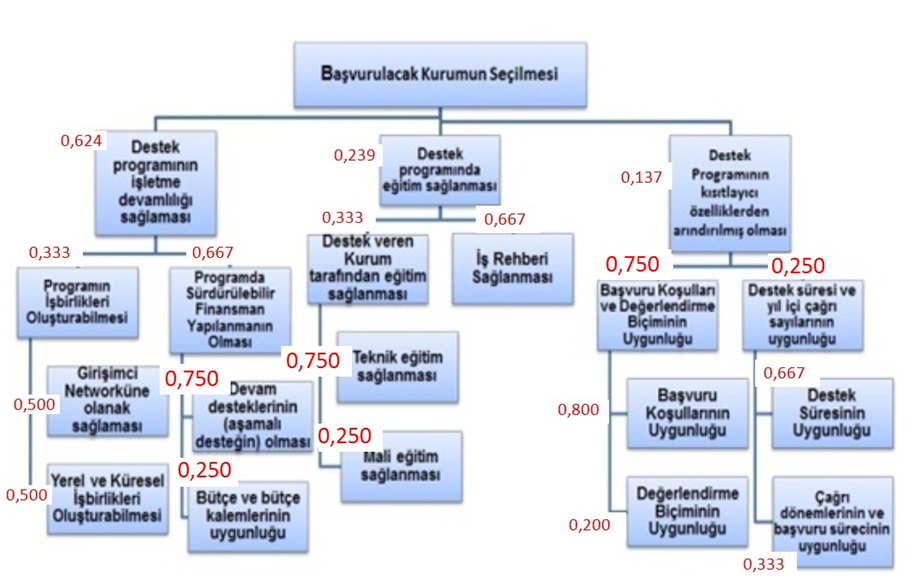 Başvurulacak Kurumun Seçilmesi
0,624
Destek
programının
işletme
devamlılığı
sağlaması
0,239
Destek
programında
eğitim sağlanması
0,137
Destek
Programının
kısıtlayıcı
özelliklerden
arındırılmış olması
0,333
0,667
0,333
0,667
0,750
0,250
Programın
İşbirlikleri
Oluşturabilmesi
Programda
Sürdürülebilir
Finansman
Yapılanmanın
Olması
Destek veren
Kurum
tarafından eğitim
sağlanması
İş Rehberi
Sağlanması
Başvuru Koşulları
ve Değerlendirme
Biçiminin
Uygunluğu
Destek süresi ve
yıl içi çağrı
sayılarının
uygunluğu
0,500
Girişimci
Networküne
olanak
sağlaması
0,500
Yerel ve Küresel
İşbirlikleri
Oluşturabilmesi
0,750
Devam
desteklerinin
(aşamalı
desteğin) olması
0,250
Bütçe ve bütçe
kalemlerinin
uygunluğu
0,750
Teknik eğitim
sağlanması
0,250
Mali eğitim
sağlanması
0,800
Başvuru
Koşullarının
Uygunluğu
0,200
Değerlendirme
Biçiminin
Uygunluğu
0,667
Destek
Süresinin
Uygunluğu
0,333
Çağrı
dönemlerinin ve
başvuru sürecinin
uygunluğu